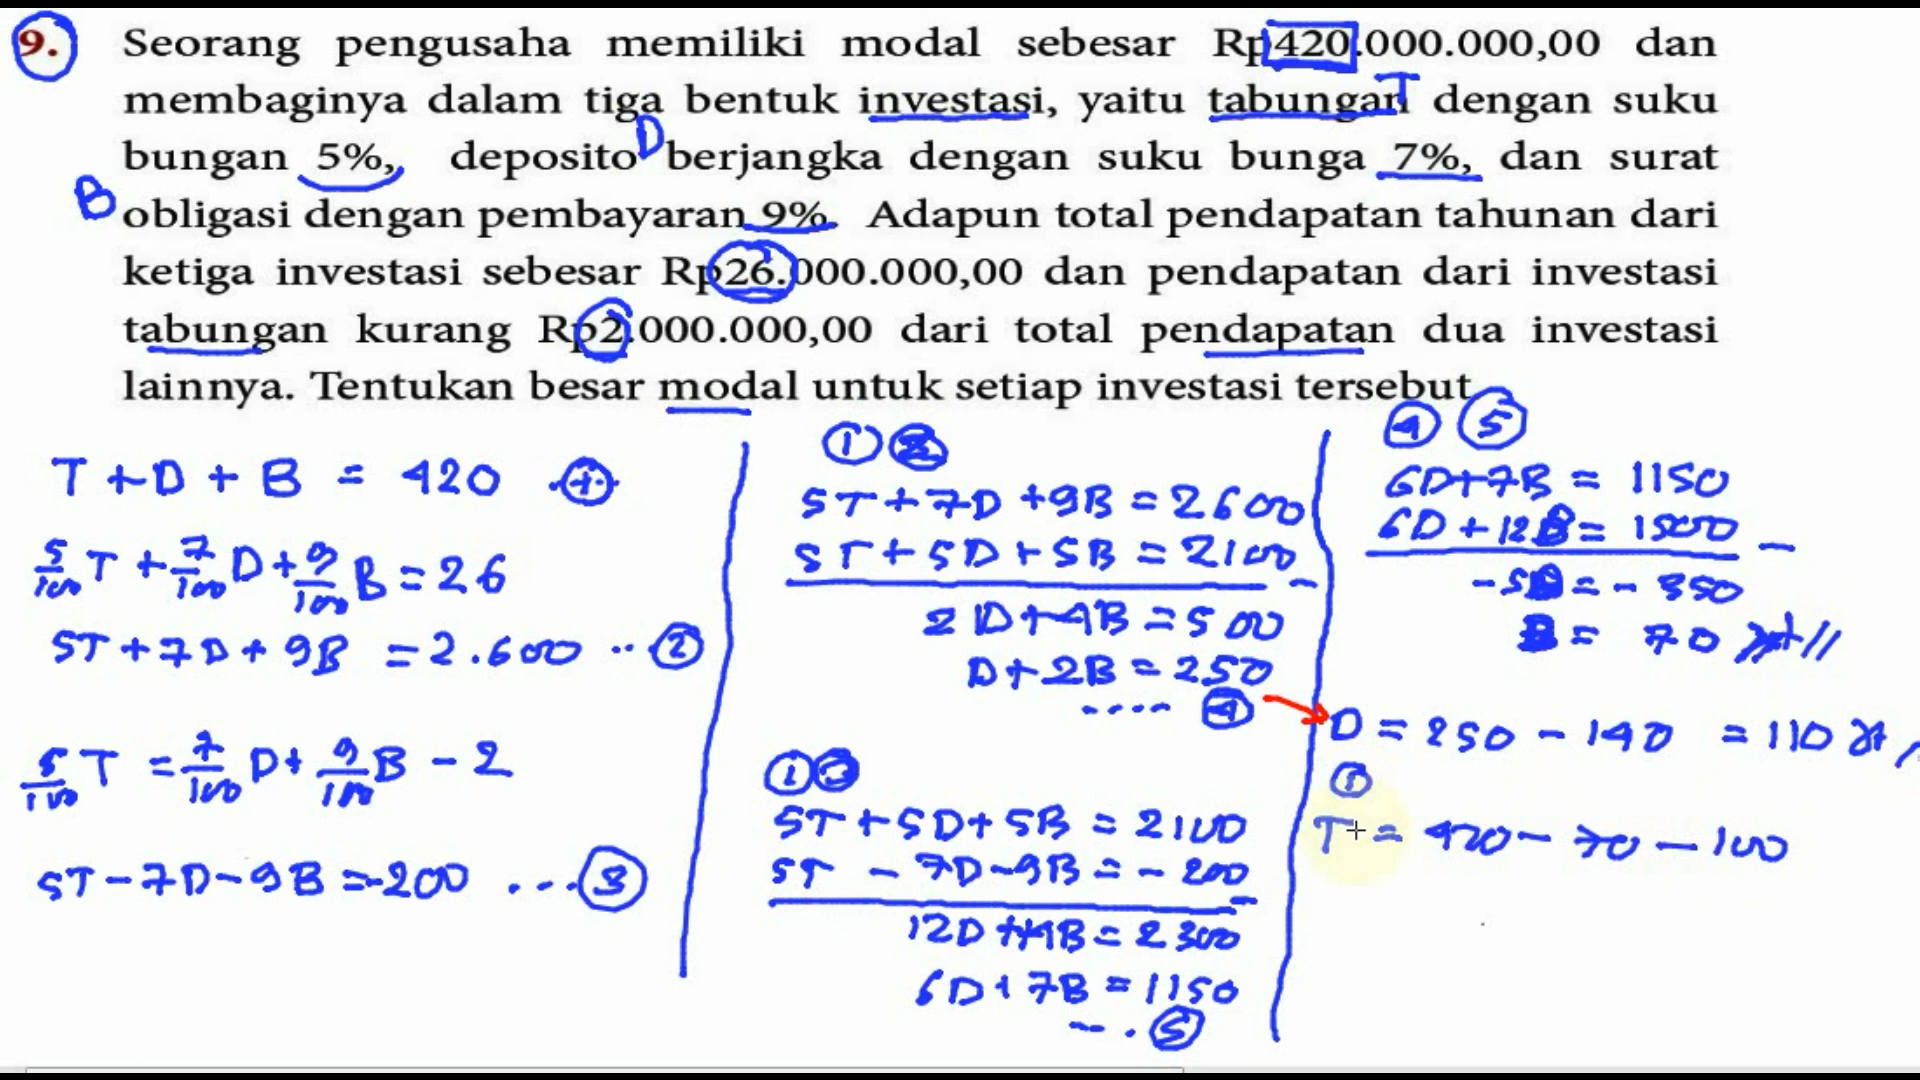 9. Seorang pengusaha memiliki modal sebesar Rp420.000.000,00 dan
membaginya dalam tiga bentuk investasi, yaitu tabungan T dengan suku
bungan 5%, deposito D berjangka dengan suku bunga 7%, dan surat
B obligasi dengan pembayaran 9%. Adapun total pendapatan tahunan dari
ketiga investasi sebesar Rp26.000.000,00 dan pendapatan dari investasi
tabungan kurang Rp2.000.000,00 dari total pendapatan dua investasi
lainnya. Tentukan besar modal untuk setiap investasi tersebut
T + D + B = 420
5/100 T + 7/100 D + 9/100 B = 26
5T + 7D + 9B = 2.600 .. ②
5/100 T = 7/100 D + 9/100 B - 2
5T - 7D - 9B = -200 ... ③
① ②
5T + 7D + 9B = 2600
5T + 5D + 5B = 2100 -
2D + 4B = 500
D + 2B = 250
.... ④
① ③
5T + 5D + 5B = 2100
5T - 7D - 9B = -200 -
12D + 14B = 2300
6D + 7B = 1150
... ⑤
④ ⑤
6D + 7B = 1150
6D + 12B = 1500 -
-5B = -350
B = 70
D = 250 - 140 = 110
①
T = 420 - 70 - 100